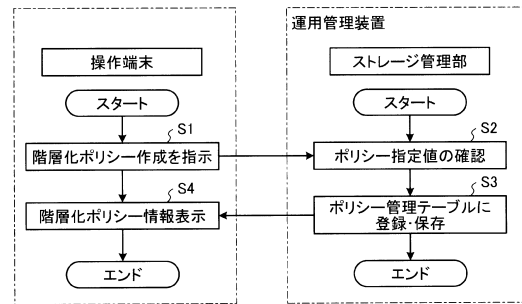 運用管理装置
操作端末
ストレージ管理部
スタート
スタート
S1
S2
階層化ポリシー作成を指示
ポリシー指定値の確認
S4
S3
階層化ポリシー情報表示
ポリシー管理テーブルに
登録・保存
エンド
エンド